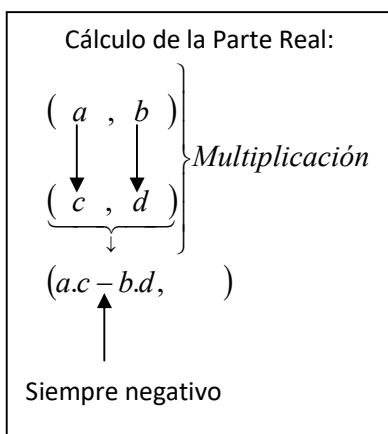 Cálculo de la Parte Real:
( a , b )
Multiplicación
( c , d )
(a.c − b.d,    )
Siempre negativo